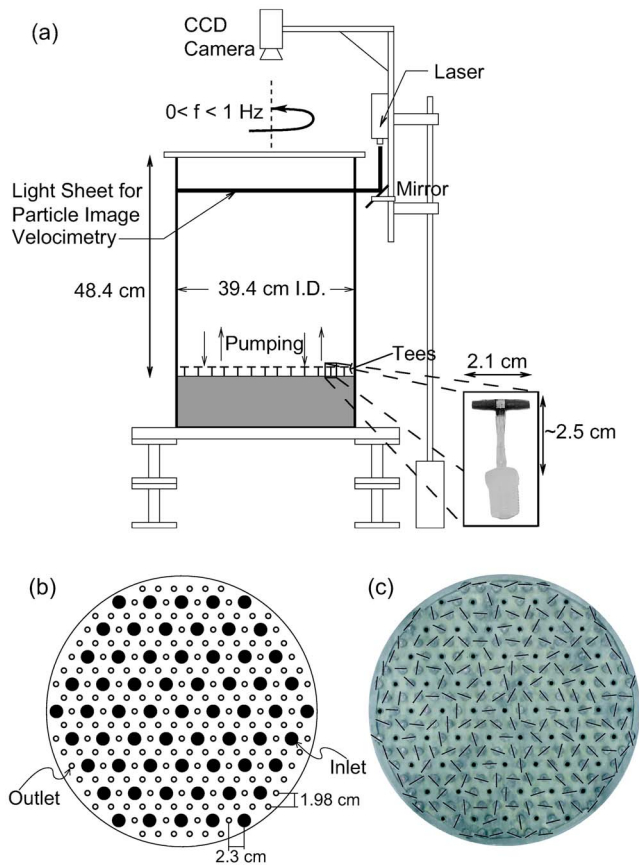 (a)
CCD
Camera
Laser
0< f < 1 Hz
Mirror
Light Sheet for
Particle Image
Velocimetry
48.4 cm
39.4 cm I.D.
Pumping
Tees
2.1 cm
~2.5 cm
(b)
(c)
Inlet
Outlet
1.98 cm
2.3 cm